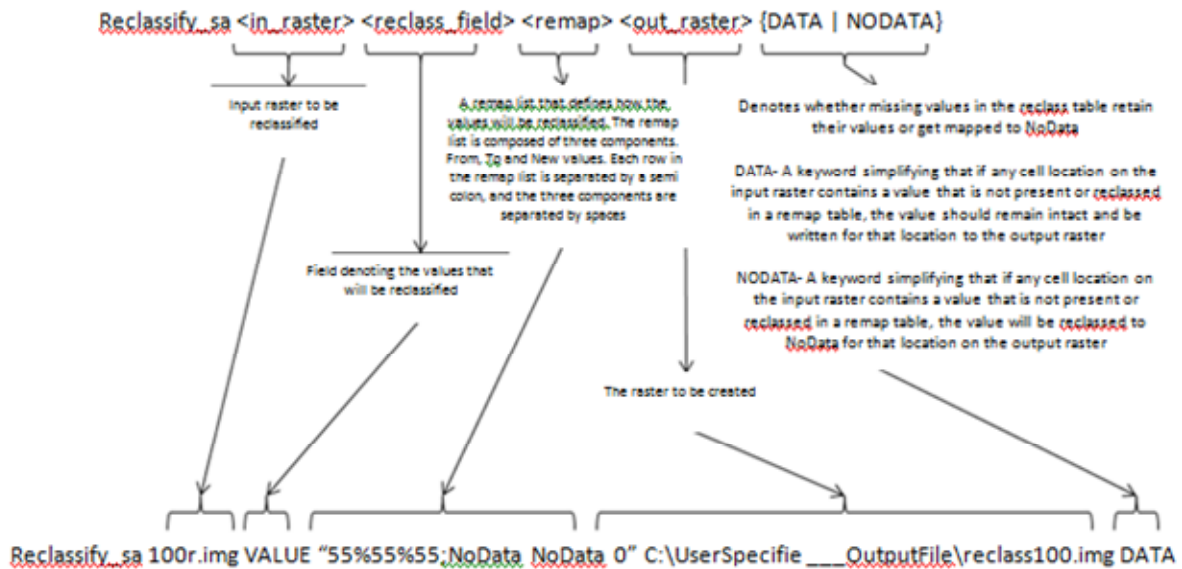 Reclassify_sa <in_raster> <reclass_field> <remap> <out_raster> {DATA | NODATA}
Input raster to be
reclassified
Field denoting the values that
will be reclassified
A remap list that defines how the
values will be reclassified. The remap
list is composed of three components.
From, To and New values. Each row in
the remap list is separated by a semi
colon, and the three components are
separated by spaces
The raster to be created
Denotes whether missing values in the reclass table retain
their values or get mapped to NoData
DATA- A keyword simplifying that if any cell location on the
input raster contains a value that is not present or reclassed
in a remap table, the value should remain intact and be
written for that location to the output raster
NODATA- A keyword simplifying that if any cell location on
the input raster contains a value that is not present or
reclassed in a remap table, the value will be reclassed to
NoData for that location on the output raster
Reclassify_sa 100r.img VALUE “55%55%55;NoData NoData 0” C:\UserSpecifie ___OutputFile\reclass100.img DATA